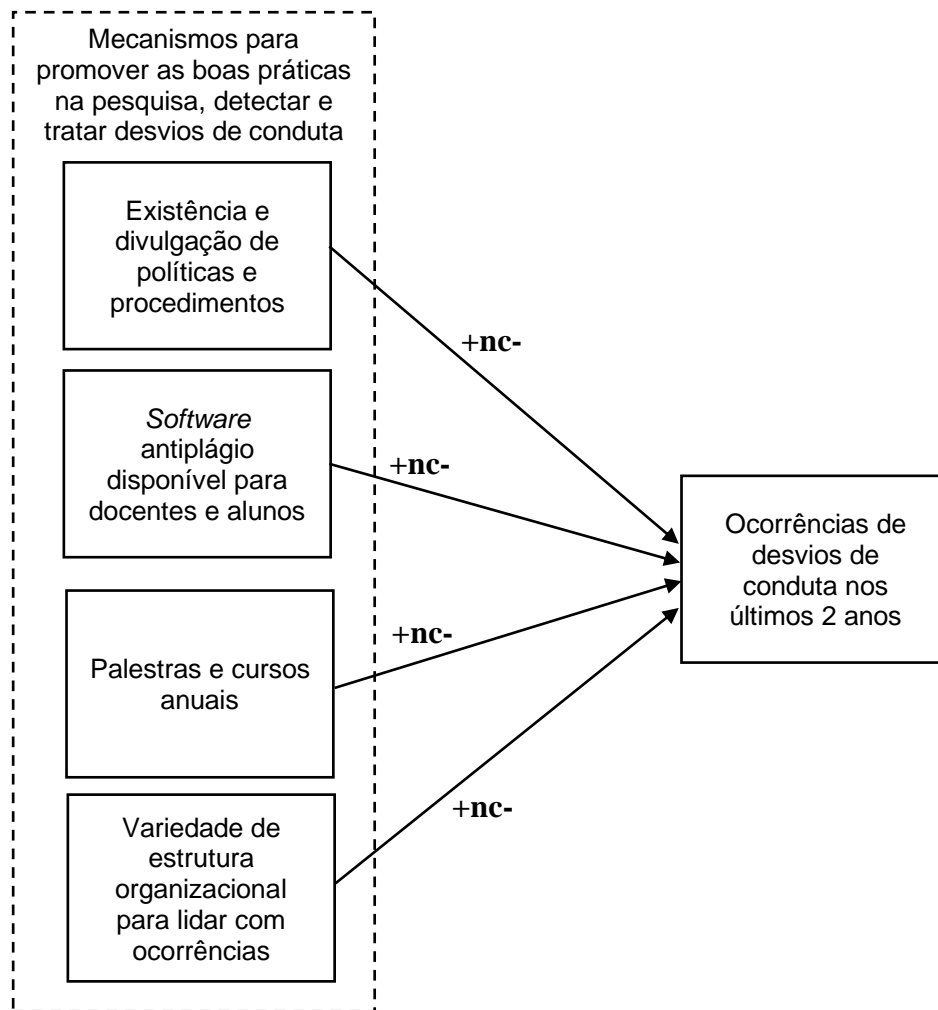 Mecanismos para
promover as boas práticas
na pesquisa, detectar e
tratar desvios de conduta
Existência e
divulgação de
políticas e
procedimentos
+nc-
Software
antiplágio
disponível para
docentes e alunos
+nc-
Ocorrências de
desvios de
conduta nos
últimos 2 anos
Palestras e cursos
anuais
+nc-
Variedade de
estrutura
organizacional
para lidar com
ocorrências
+nc-